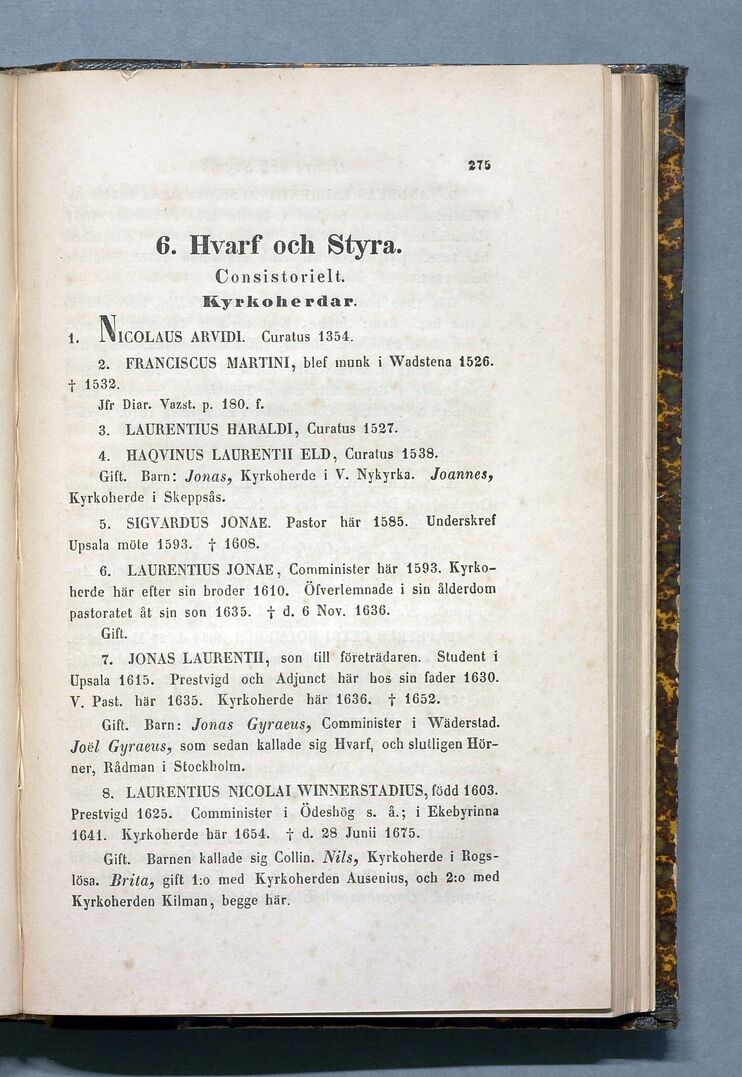 275
6. Hvarf och Styra.
Consistorielt.
Kyrkoherdar.
1. NICOLAUS ARVIDI. Curatus 1354.
2. FRANCISCUS MARTINI, blef munk i Wadstena 1526.
† 1532.
Jfr Diar. Vazst. p. 180. f.
3. LAURENTIUS HARALDI, Curatus 1527.
4. HAQVINUS LAURENTII ELD, Curatus 1538.
Gift. Barn: Jonas, Kyrkoherde i V. Nykyrka. Joannes,
Kyrkoherde i Skeppsås.
5. SIGVARDUS JONAE. Pastor här 1585. Underskref
Upsala möte 1593. † 1608.
6. LAURENTIUS JONAE, Comminister här 1593. Kyrko-
herde här efter sin broder 1610. Öfverlemnade i sin ålderdom
pastoratet åt sin son 1635. † d. 6 Nov. 1636.
Gift.
7. JONAS LAURENTII, son till företrädaren. Student i
Upsala 1615. Prestvigd och Adjunct här hos sin fader 1630.
V. Past. här 1635. Kyrkoherde här 1636. † 1652.
Gift. Barn: Jonas Gyraeus, Comminister i Wäderstad.
Joël Gyraeus, som sedan kallade sig Hvarf, och slutligen Hör-
ner, Rådman i Stockholm.
8. LAURENTIUS NICOLAI WINNERSTADIUS, född 1603.
Prestvigd 1625. Comminister i Ödeshög s. å.; i Ekebyrinna
1641. Kyrkoherde här 1654. † d. 28 Junii 1675.
Gift. Barnen kallade sig Collin. Nils, Kyrkoherde i Rogs-
lösa. Brita, gift 1:o med Kyrkoherden Ausenius, och 2:o med
Kyrkoherden Kilman, begge här.